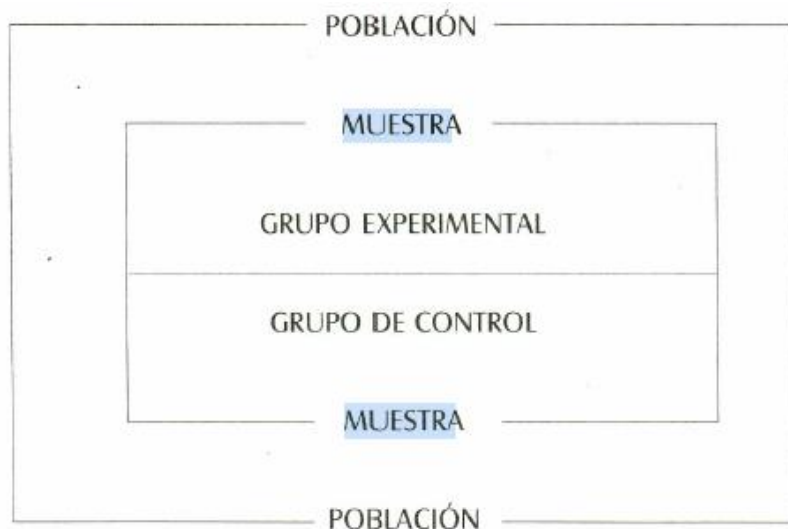 POBLACIÓN
MUESTRA
GRUPO EXPERIMENTAL
GRUPO DE CONTROL
MUESTRA
POBLACIÓN